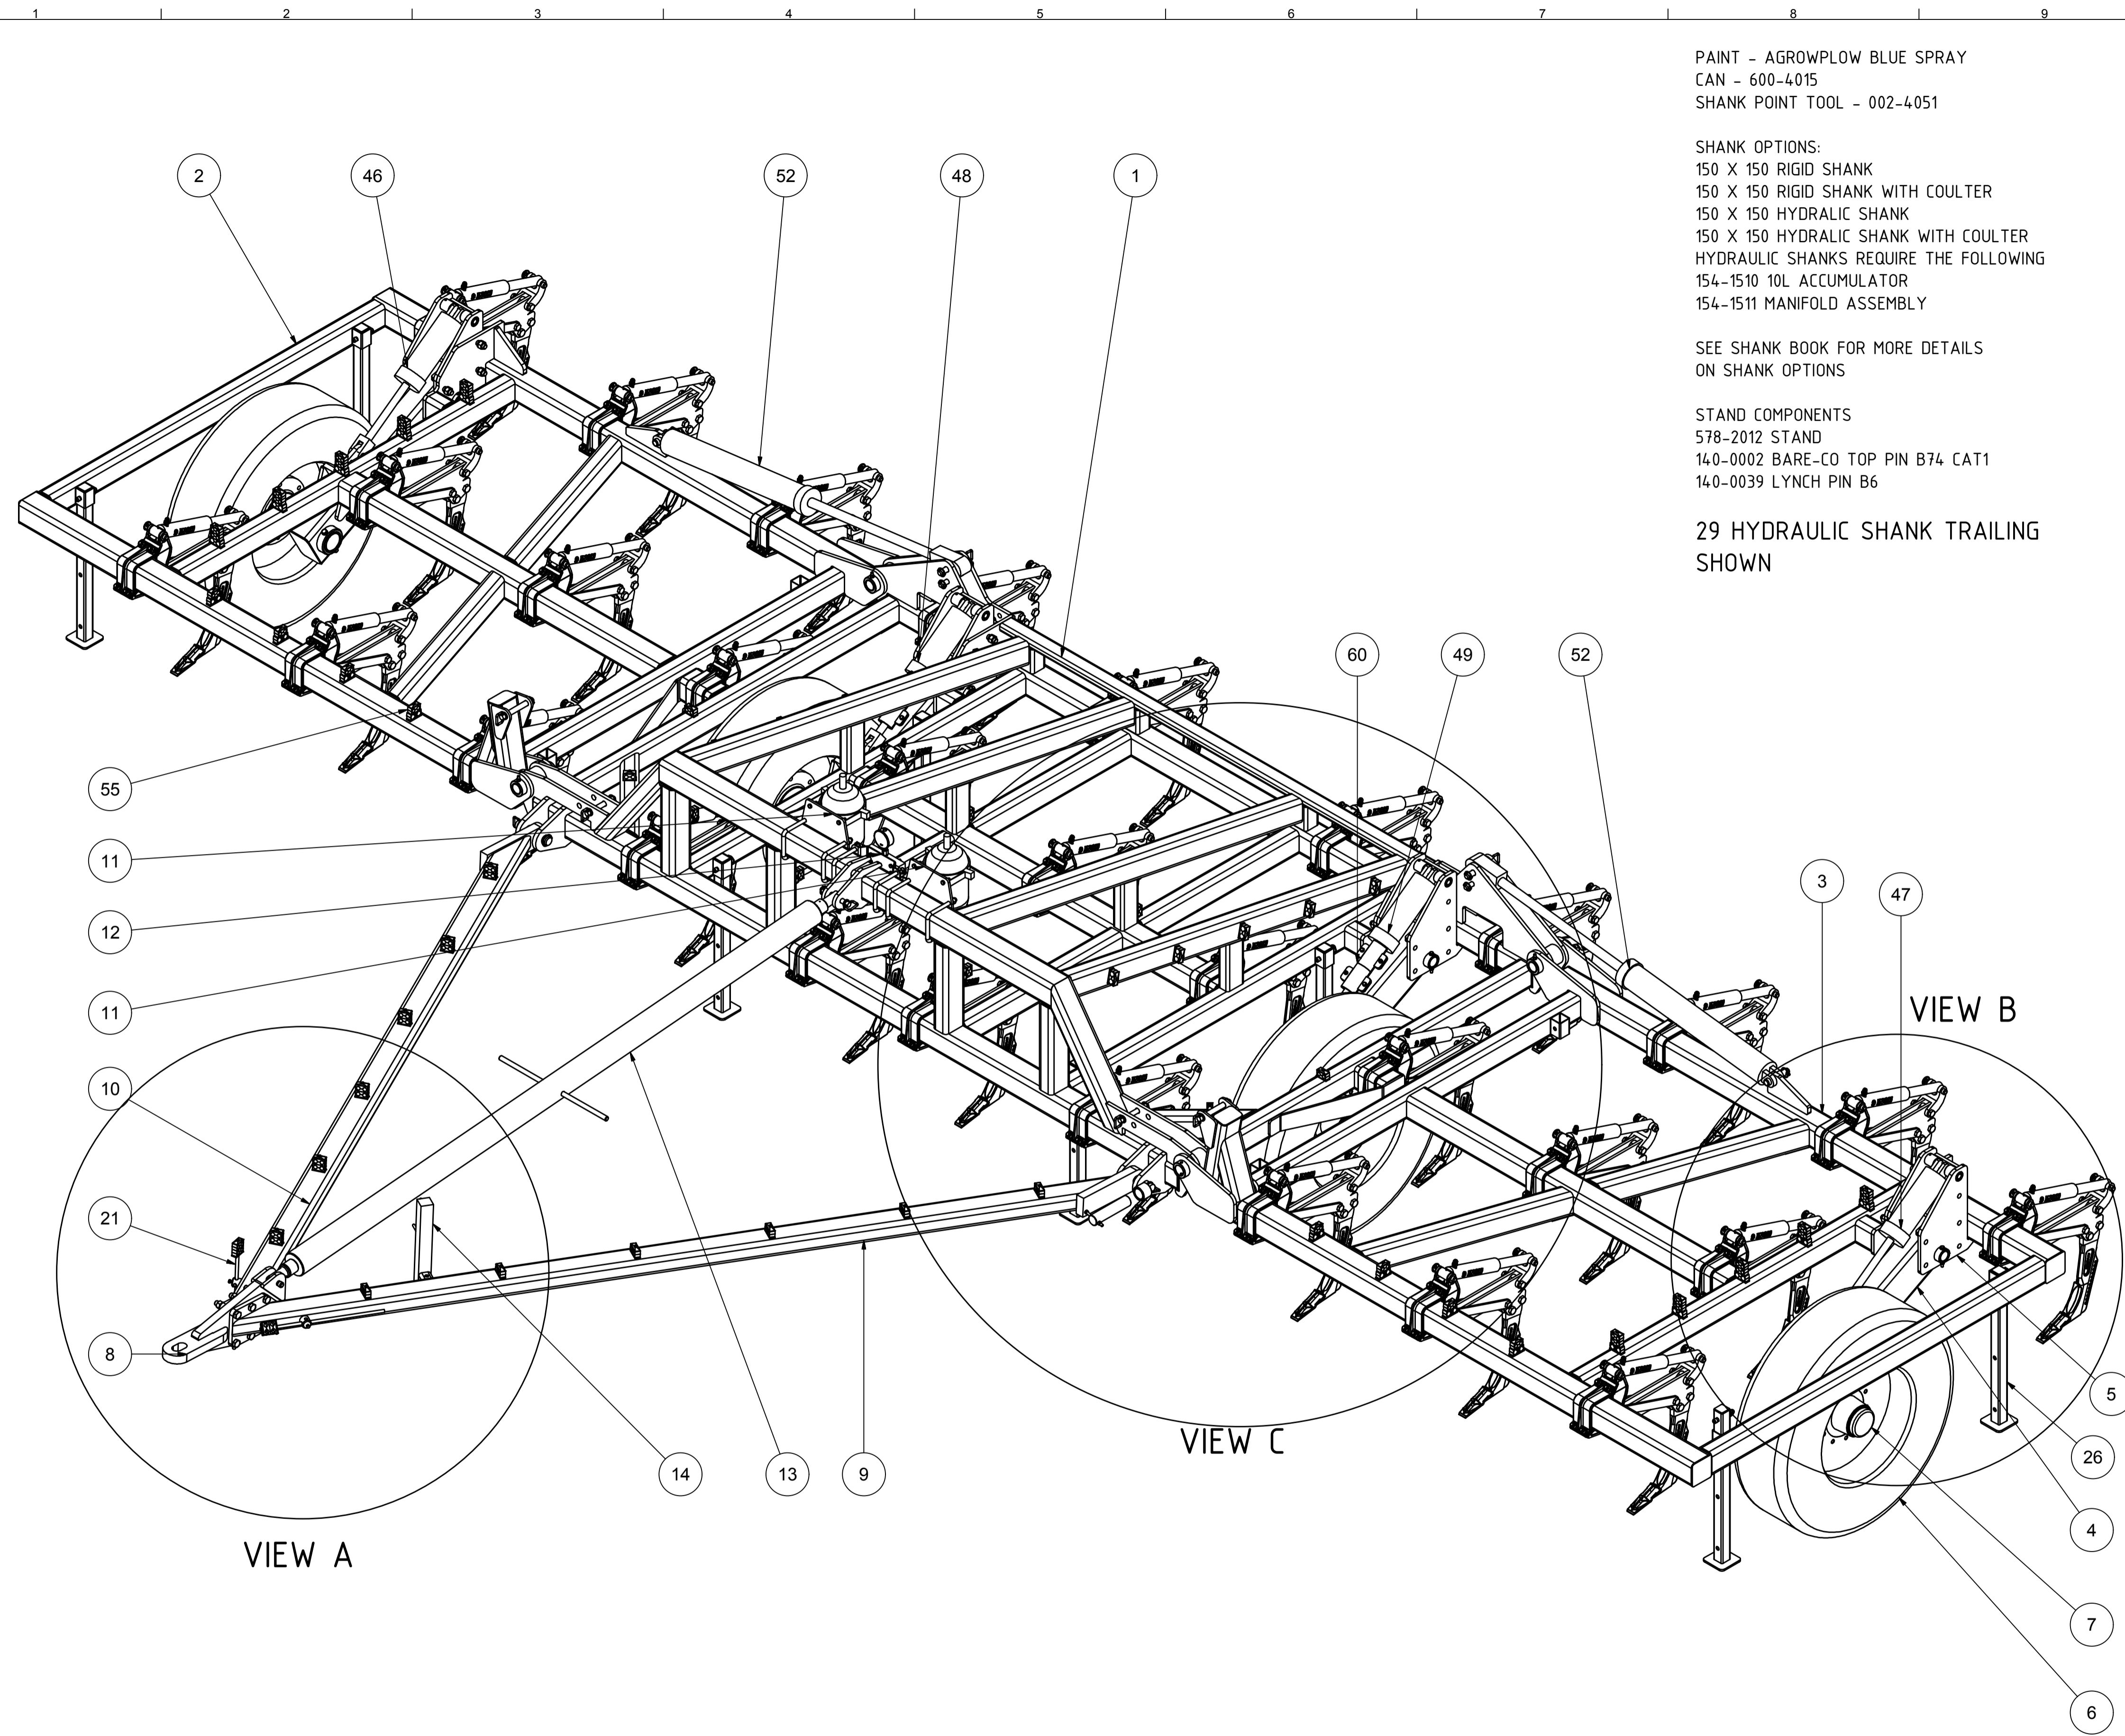 1 2 3 4 5 6 7 8 9
PAINT - AGROWPLOW BLUE SPRAY
CAN - 600-4015
SHANK POINT TOOL - 002-4051
SHANK OPTIONS:
150 X 150 RIGID SHANK
150 X 150 RIGID SHANK WITH COULTER
150 X 150 HYDRALIC SHANK
150 X 150 HYDRALIC SHANK WITH COULTER
HYDRAULIC SHANKS REQUIRE THE FOLLOWING
154-1510 10L ACCUMULATOR
154-1511 MANIFOLD ASSEMBLY
SEE SHANK BOOK FOR MORE DETAILS
ON SHANK OPTIONS
STAND COMPONENTS
578-2012 STAND
140-0002 BARE-CO TOP PIN B74 CAT1
140-0039 LYNCH PIN B6
29 HYDRAULIC SHANK TRAILING
SHOWN
2 46 52 48 1
60 49 52
55
11
3 47
12
11
VIEW B
10
21
8
5
VIEW C
26
14 13 9
4
VIEW A
7
6